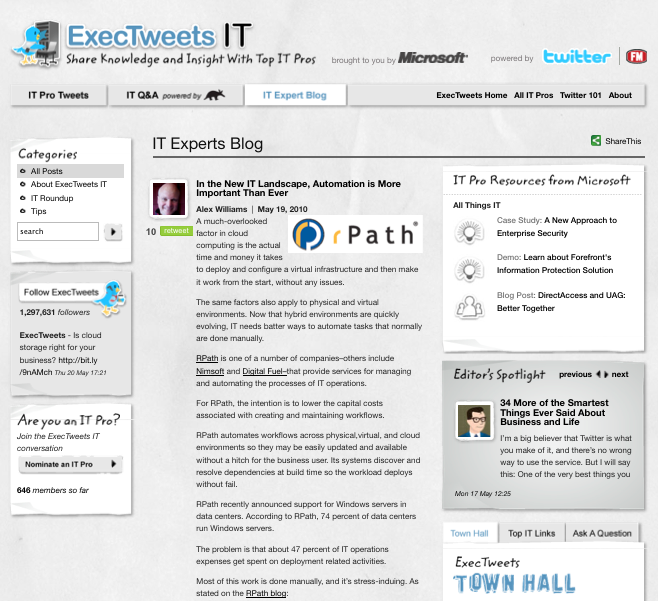 ExecTweets IT
Share Knowledge and Insight With Top IT Pros
brought to you by Microsoft
powered by twitter FM
IT Pro Tweets
IT Q&A powered by
IT Expert Blog
ExecTweets Home All IT Pros Twitter 101 About
Categories
All Posts
About ExecTweets IT
IT Roundup
Tips
search
Follow ExecTweets
1,297,631 followers
ExecTweets - Is cloud
storage right for your
business? http://bit.ly
/9nAMch Thu 20 May 17:21
Are you an IT Pro?
Join the ExecTweets IT
conversation
Nominate an IT Pro
646 members so far
IT Experts Blog
ShareThis
10 retweet
In the New IT Landscape, Automation is More
Important Than Ever
Alex Williams | May 19, 2010
rPath
A much-overlooked
factor in cloud
computing is the actual
time and money it takes
to deploy and configure a virtual infrastructure and then make
it work from the start, without any issues.
The same factors also apply to physical and virtual
environments. Now that hybrid environments are quickly
evolving, IT needs batter ways to automate tasks that normally
are done manually.
RPath is one of a number of companies–others include
Nimsoft and Digital Fuel–that provide services for managing
and automating the processes of IT operations.
For RPath, the intention is to lower the capital costs
associated with creating and maintaining workflows.
RPath automates workflows across physical,virtual, and cloud
environments so they may be easily updated and available
without a hitch for the business user. Its systems discover and
resolve dependencies at build time so the workload deploys
without fail.
RPath recently announced support for Windows servers in
data centers. According to RPath, 74 percent of data centers
run Windows servers.
The problem is that about 47 percent of IT operations
expenses get spent on deployment related activities.
Most of this work is done manually, and it's stress-induing. As
stated on the RPath blog:
IT Pro Resources from Microsoft
All Things IT
Case Study: A New Approach to
Enterprise Security
Demo: Learn about Forefront's
Information Protection Solution
Blog Post: DirectAccess and UAG:
Better Together
Editor's Spotlight
previous next
34 More of the Smartest
Things Ever Said About
Business and Life
I'm a big believer that Twitter is what
you make of it, and there's no wrong
way to use the service. But I will say
this: One of the very best things you
Mon 17 May 12:25
Town Hall
Top IT Links
Ask A Question
ExecTweets
TOWN HALL